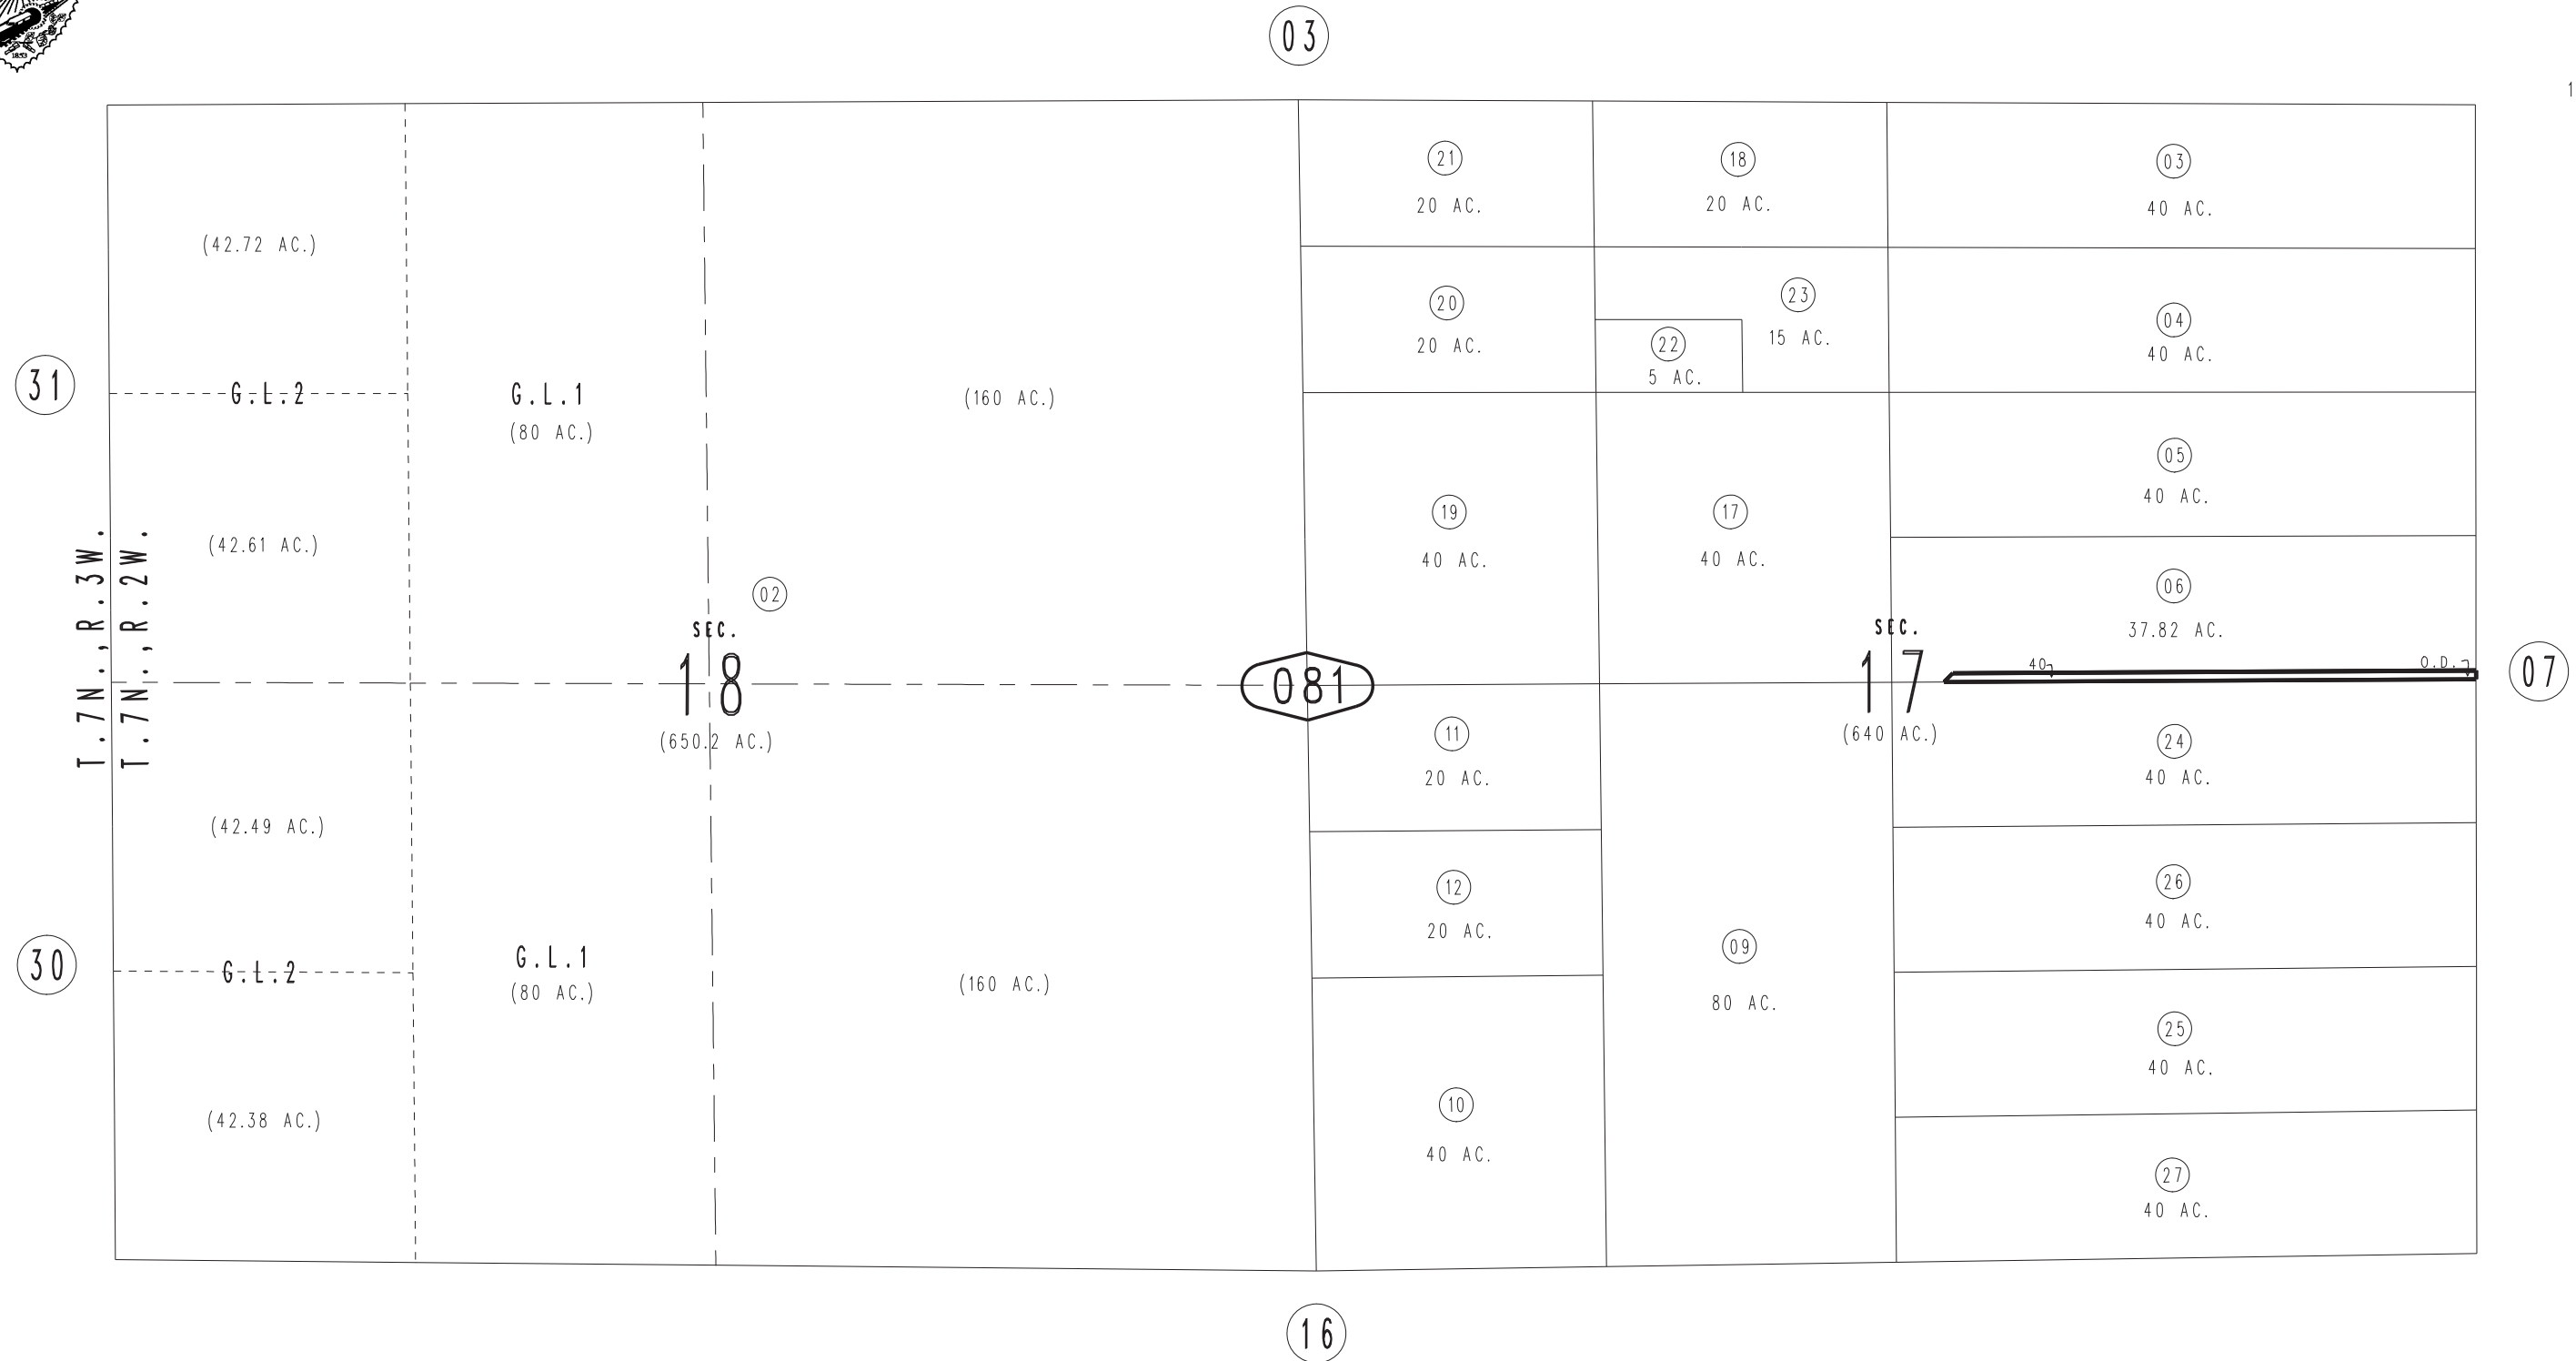 1853
03
1
21
20 AC.
18
20 AC.
03
40 AC.
(42.72 AC.)
20
20 AC.
23
15 AC.
22
5 AC.
04
40 AC.
31
G.L.2
G.L.1
(80 AC.)
(160 AC.)
05
40 AC.
(42.61 AC.)
19
40 AC.
17
40 AC.
T.7N.,R.3W.
T.7N.,R.2W.
02
06
37.82 AC.
SEC.
18
(650.2 AC.)
081
SEC.
17
(640 AC.)
40
O.D.
07
11
20 AC.
24
40 AC.
(42.49 AC.)
12
20 AC.
26
40 AC.
30
G.L.2
G.L.1
(80 AC.)
(160 AC.)
09
80 AC.
25
40 AC.
(42.38 AC.)
10
40 AC.
27
40 AC.
16